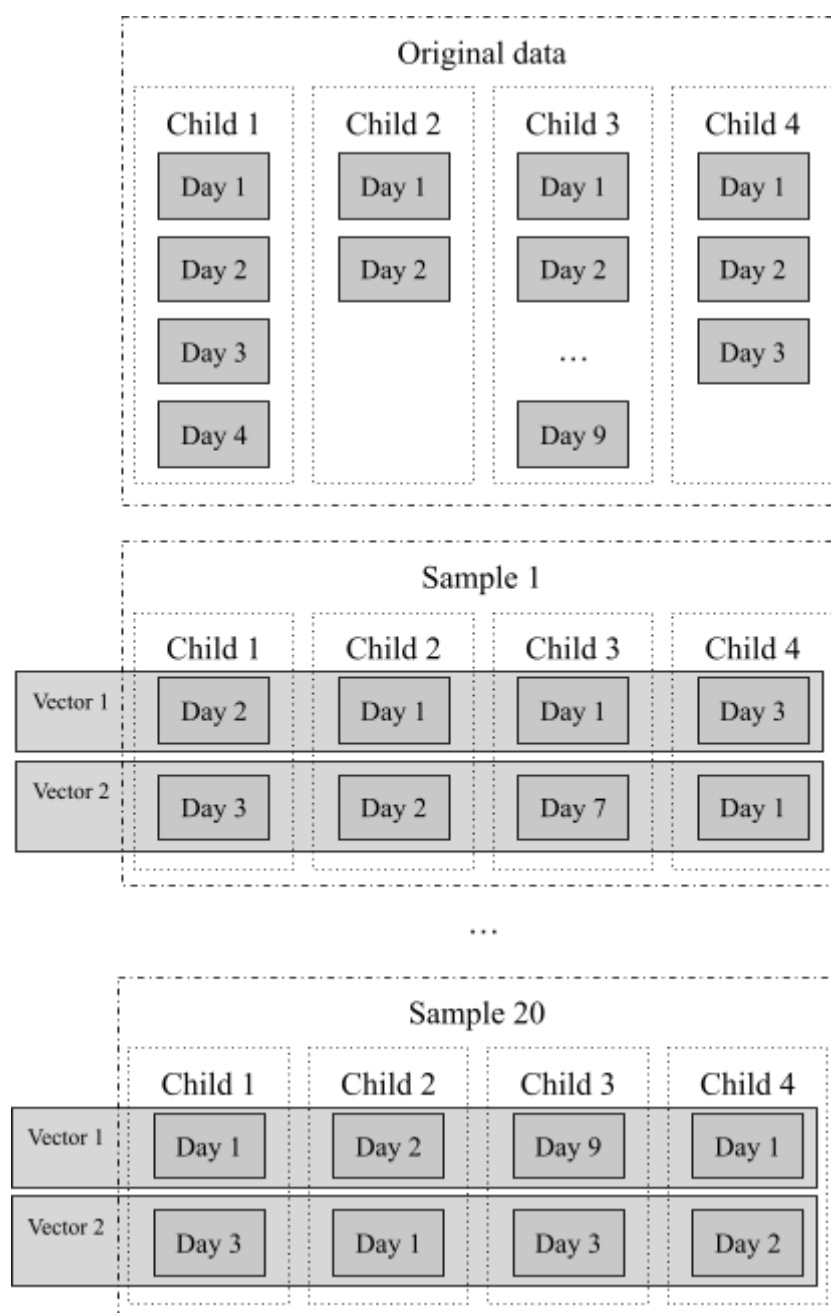 Original data
Child 1 Child 2 Child 3 Child 4
Day 1 Day 1 Day 1 Day 1
Day 2 Day 2 Day 2 Day 2
Day 3 … Day 3
Day 4 Day 9
Sample 1
Child 1 Child 2 Child 3 Child 4
Vector 1 Day 2 Day 1 Day 1 Day 3
Vector 2 Day 3 Day 2 Day 7 Day 1
…
Sample 20
Child 1 Child 2 Child 3 Child 4
Vector 1 Day 1 Day 2 Day 9 Day 1
Vector 2 Day 3 Day 1 Day 3 Day 2